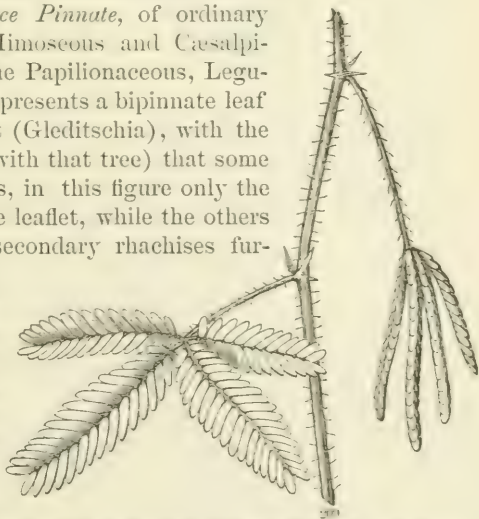 ce Pinnate, of ordinary
Mimoseous and Cæsalpi-
ne Papilionaceous, Legu-
presents a bipinnate leaf
(Gleditschia), with the
with that tree) that some
s, in this figure only the
e leaflet, while the others
secondary rhachises fur-